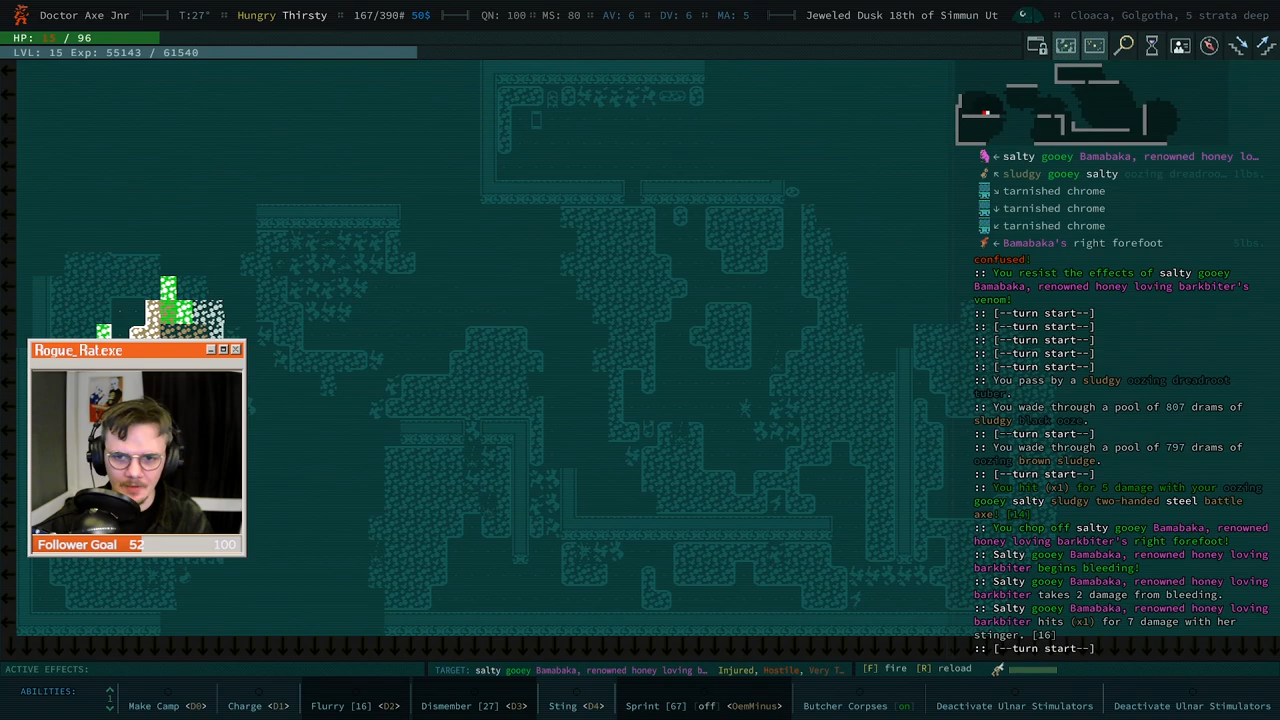 Doctor Axe Jnr T:27° :: Hungry Thirsty :: 167/390# 50$ QN: 100 :: MS: 80 AV: 6 :: DV: 6 :: MA: 5 Jeweled Dusk 18th of Simmun Ut :: Cloaca, Golgotha, 5 strata deep
HP: 15 / 96
LVL: 15 Exp: 55143 / 61540
salty gooey Bamabaka, renowned honey lo…
sludgy gooey salty oozing dreadroo… 1lbs.
tarnished chrome
tarnished chrome
tarnished chrome
Bamabaka's right forefoot 5lbs.
confused!
:: You resist the effects of salty gooey
Bamabaka, renowned honey loving barkbiter's
venom!
:: [--turn start--]
:: [--turn start--]
:: [--turn start--]
:: [--turn start--]
:: [--turn start--]
:: You pass by a sludgy oozing dreadroot
tuber.
:: You wade through a pool of 807 drams of
sludgy black ooze.
:: [--turn start--]
:: You wade through a pool of 797 drams of
oozing brown sludge.
:: [--turn start--]
:: You hit (x1) for 5 damage with your oozing
gooey salty sludgy two-handed steel battle
axe! [14]
:: You chop off salty gooey Bamabaka, renowned
honey loving barkbiter's right forefoot!
:: Salty gooey Bamabaka, renowned honey loving
barkbiter begins bleeding!
:: Salty gooey Bamabaka, renowned honey loving
barkbiter takes 2 damage from bleeding.
:: Salty gooey Bamabaka, renowned honey loving
barkbiter hits (x1) for 7 damage with her
stinger. [16]
:: [--turn start--]
Rogue_Rat.exe
Follower Goal 52 100
ACTIVE EFFECTS: TARGET: salty gooey Bamabaka, renowned honey loving b… Injured, Hostile, Very T… [F] fire [R] reload
ABILITIES: 1 Make Camp <D0> Charge <D1> Flurry [16] <D2> Dismember [27] <D3> Sting <D4> Sprint [67] [off] <OemMinus> Butcher Corpses [on] Deactivate Ulnar Stimulators Deactivate Ulnar Stimulators